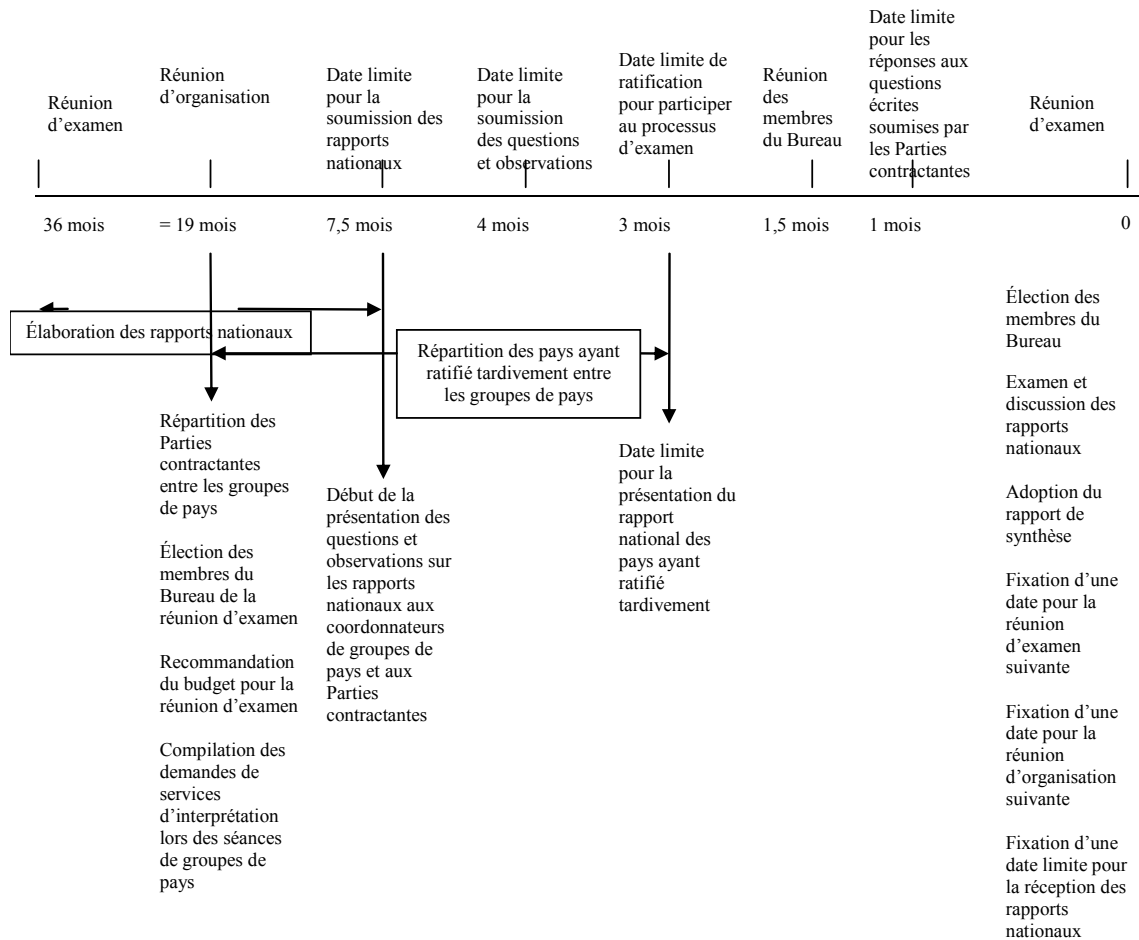 Réunion
d'examen
Réunion
d'organisation
Date limite
pour la
soumission des
rapports
nationaux
Date limite
pour la
soumission
des questions
et observations
Date limite de
ratification
pour participer
au processus
d'examen
Réunion
des
membres
du Bureau
Date limite
pour les
réponses aux
questions
écrites
soumises par
les Parties
contractantes
Réunion
d'examen
36 mois
= 19 mois
7,5 mois
4 mois
3 mois
1,5 mois
1 mois
0
Élaboration des rapports nationaux
Répartition des pays ayant
ratifié tardivement entre
les groupes de pays
Répartition des
Parties
contractantes
entre les groupes
de pays
Élection des
membres du
Bureau de la
réunion d'examen
Recommandation
du budget pour la
réunion d'examen
Compilation des
demandes de
services
d'interprétation
lors des séances
de groupes de
pays
Début de la
présentation des
questions et
observations sur
les rapports
nationaux aux
coordonnateurs
de groupes de
pays et aux
Parties
contractantes
Date limite
pour la
présentation du
rapport
national des
pays ayant
ratifié
tardivement
Élection des
membres du
Bureau
Examen et
discussion des
rapports
nationaux
Adoption du
rapport de
synthèse
Fixation d'une
date pour la
réunion
d'examen
suivante
Fixation d'une
date pour la
réunion
d'organisation
suivante
Fixation d'une
date limite pour
la réception des
rapports
nationaux